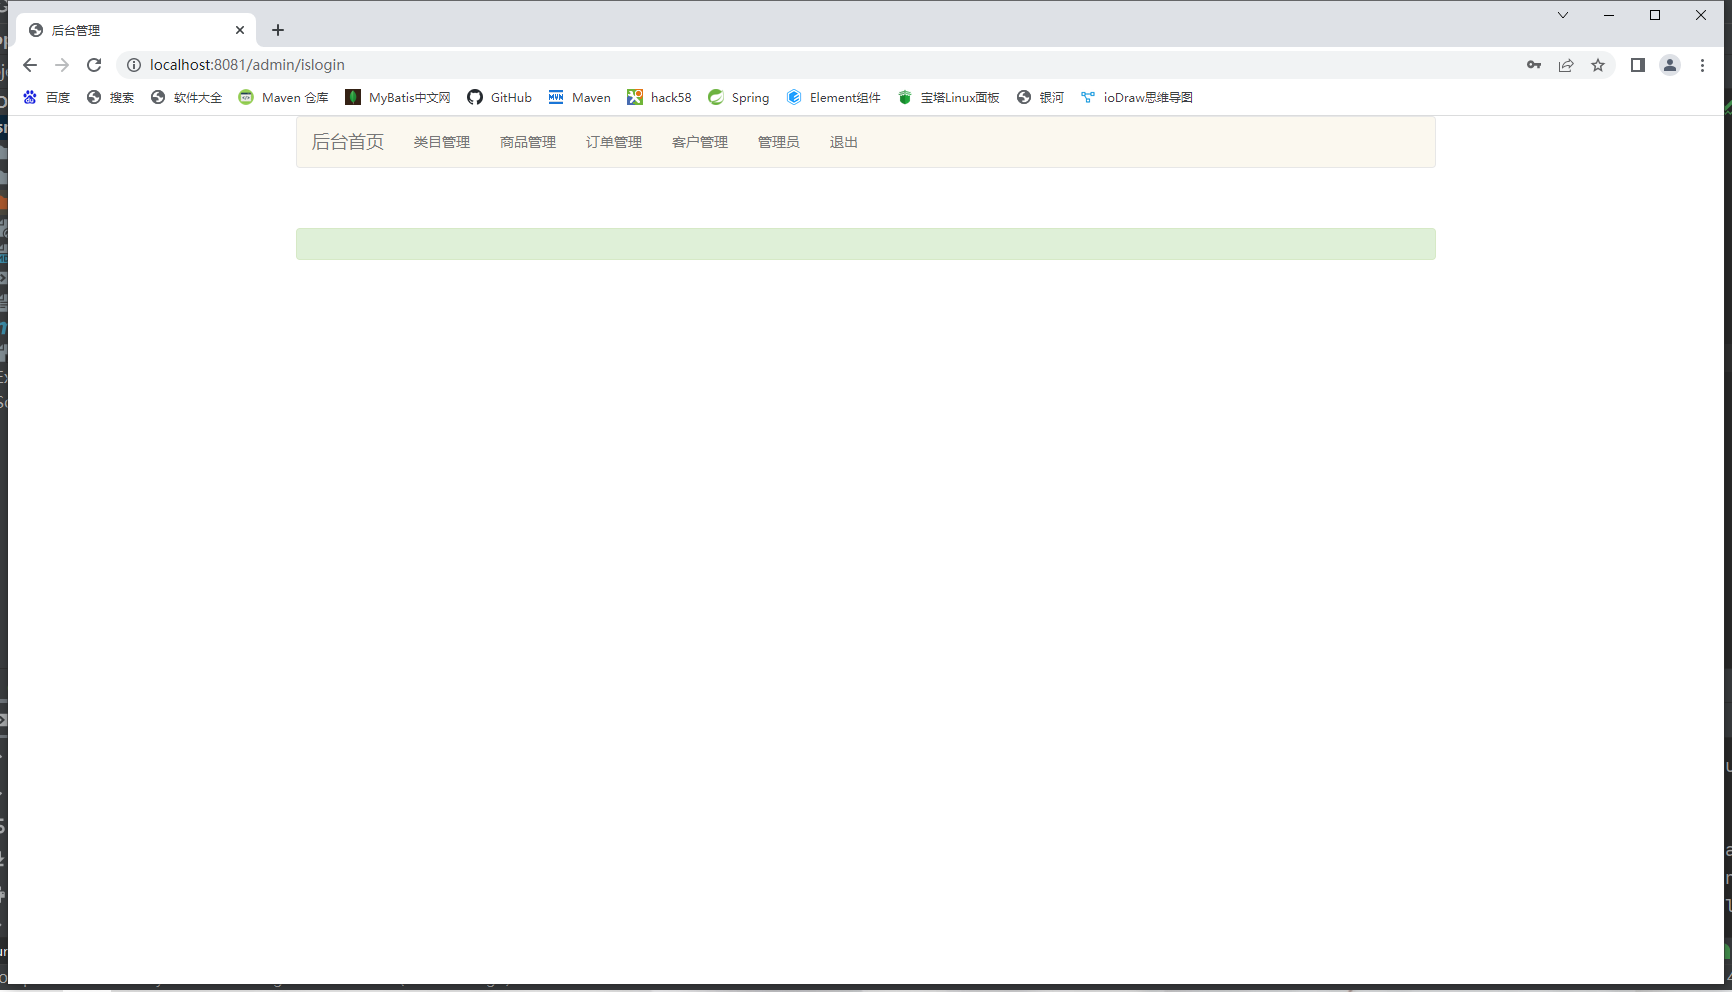 后台管理
localhost:8081/admin/islogin
百度 搜索 软件大全 Maven 仓库 MyBatis中文网 GitHub Maven hack58 Spring Element组件 宝塔Linux面板 银河 ioDraw思维导图
后台首页 类目管理 商品管理 订单管理 客户管理 管理员 退出